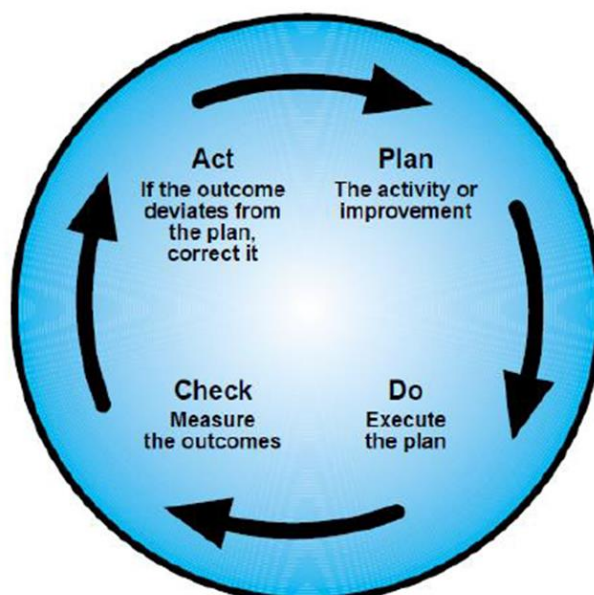 Act
If the outcome
deviates from
the plan,
correct it
Plan
The activity or
improvement
Check
Measure
the outcomes
Do
Execute
the plan